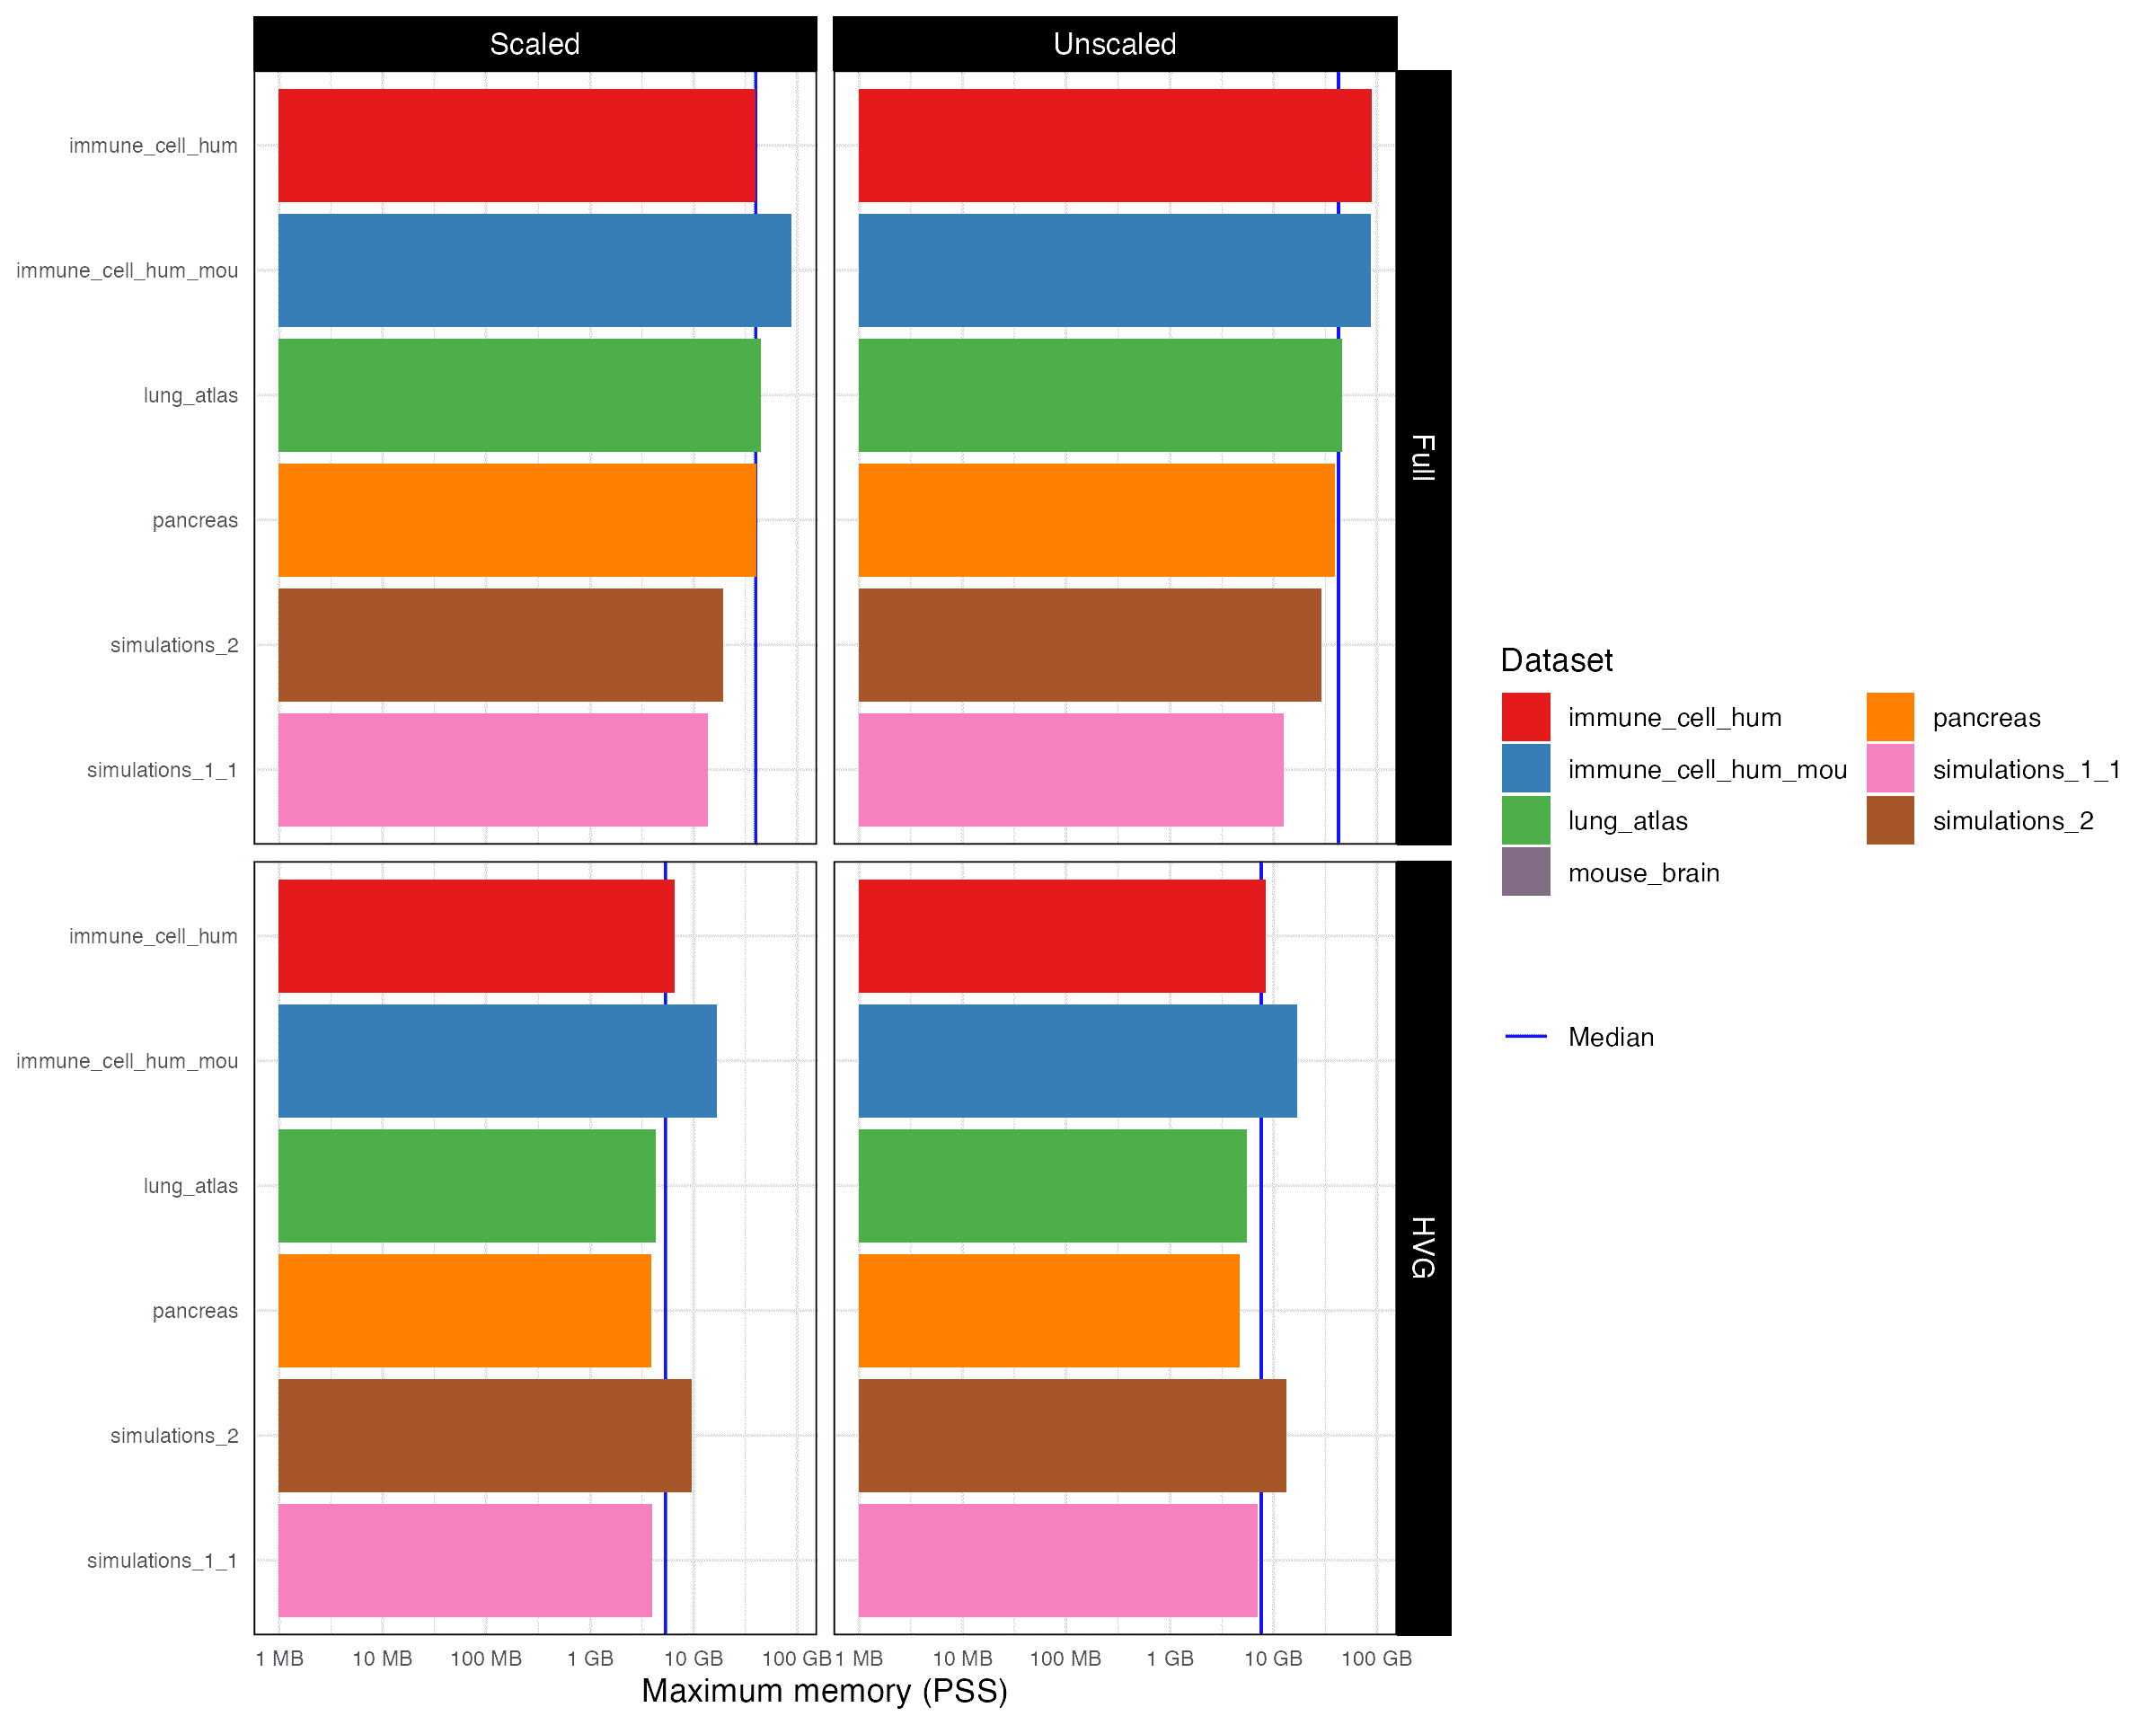 Scaled
Unscaled
immune_cell_hum
immune_cell_hum_mou
lung_atlas
pancreas
simulations_2
simulations_1_1
Full
immune_cell_hum
immune_cell_hum_mou
lung_atlas
pancreas
simulations_2
simulations_1_1
HVG
1 MB 10 MB 100 MB 1 GB 10 GB 100 GB 1 MB 10 MB 100 MB 1 GB 10 GB 100 GB
Maximum memory (PSS)
Dataset
immune_cell_hum
immune_cell_hum_mou
lung_atlas
mouse_brain
pancreas
simulations_1_1
simulations_2
Median